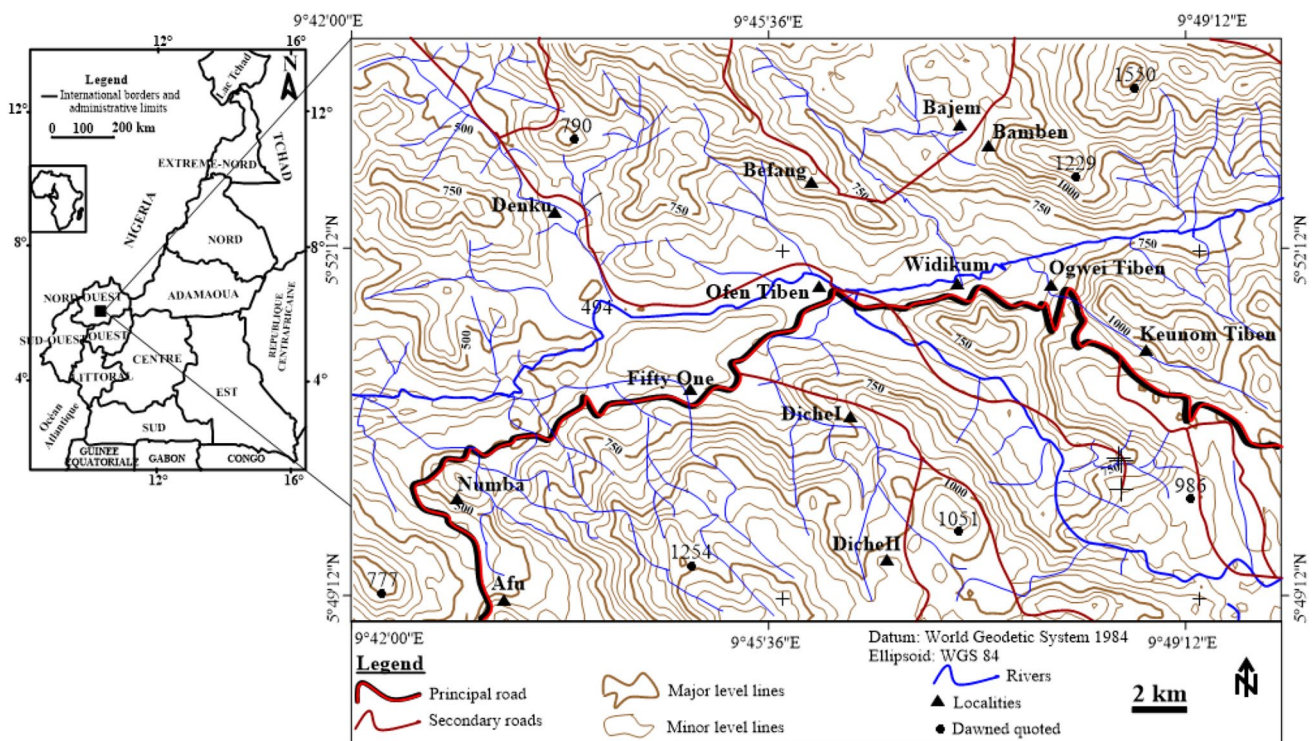 9°42'00"E
9°45'36"E
9°49'12"E
12°
16°
N
Legend
International borders and
administrative limits
0 100 200 km
Lac Tchad
12°
12°
TCHAD
EXTREME-NORD
NIGERIA
NORD
8°
8°
ADAMAOUA
NORD-OUEST
SUD-OUEST
OUEST
REPUBLIQUE
CENTRAFRICAINE
CENTRE
LITTORAL
4°
4°
EST
Océan
Atlantique
SUD
GUINEE
EQUATORIALE
GABON
CONGO
12°
16°
1550
500
790
Bajem
Bamben
Befang
750
1229
1000
750
Denku
750
750
5°52'12"N
5°52'12"N
Widikum
Ogwei Tiben
Ofen Tiben
494
500
1000
Keunom Tiben
750
Fifty One
750
DicheI
750
750
Numba
500
1000
986
1051
DicheII
1254
777
Afu
5°49'12"N
5°49'12"N
9°42'00"E
9°45'36"E
9°49'12"E
Datum: World Geodetic System 1984
Ellipsoid: WGS 84
Legend
Principal road
Secondary roads
Major level lines
Minor level lines
Rivers
Localities
Dawned quoted
2 km
N